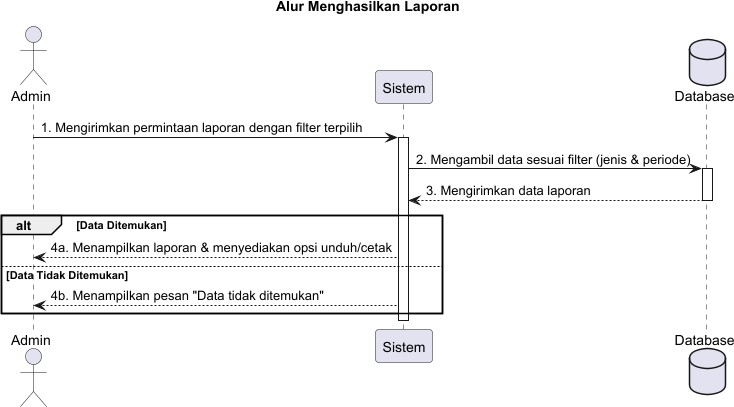 Alur Menghasilkan Laporan
Admin
Sistem
Database
1. Mengirimkan permintaan laporan dengan filter terpilih
2. Mengambil data sesuai filter (jenis & periode)
3. Mengirimkan data laporan
alt [Data Ditemukan]
4a. Menampilkan laporan & menyediakan opsi unduh/cetak
[Data Tidak Ditemukan]
4b. Menampilkan pesan "Data tidak ditemukan"
Admin
Sistem
Database